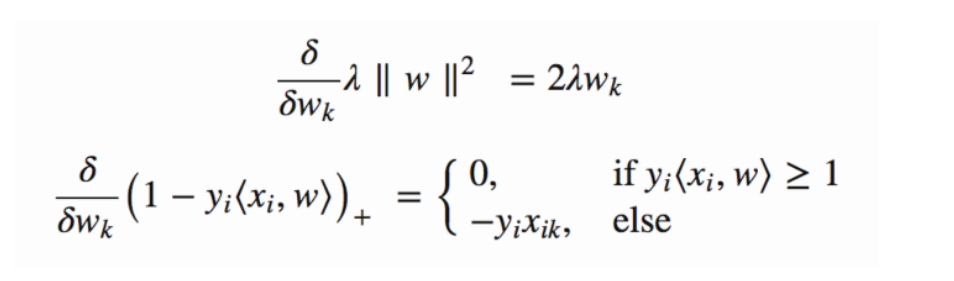 δ/δw_k λ ‖ w ‖² = 2λw_k
δ/δw_k (1 − y_i⟨x_i, w⟩)_+ = { 0, if y_i⟨x_i, w⟩ ≥ 1
−y_i x_ik, else